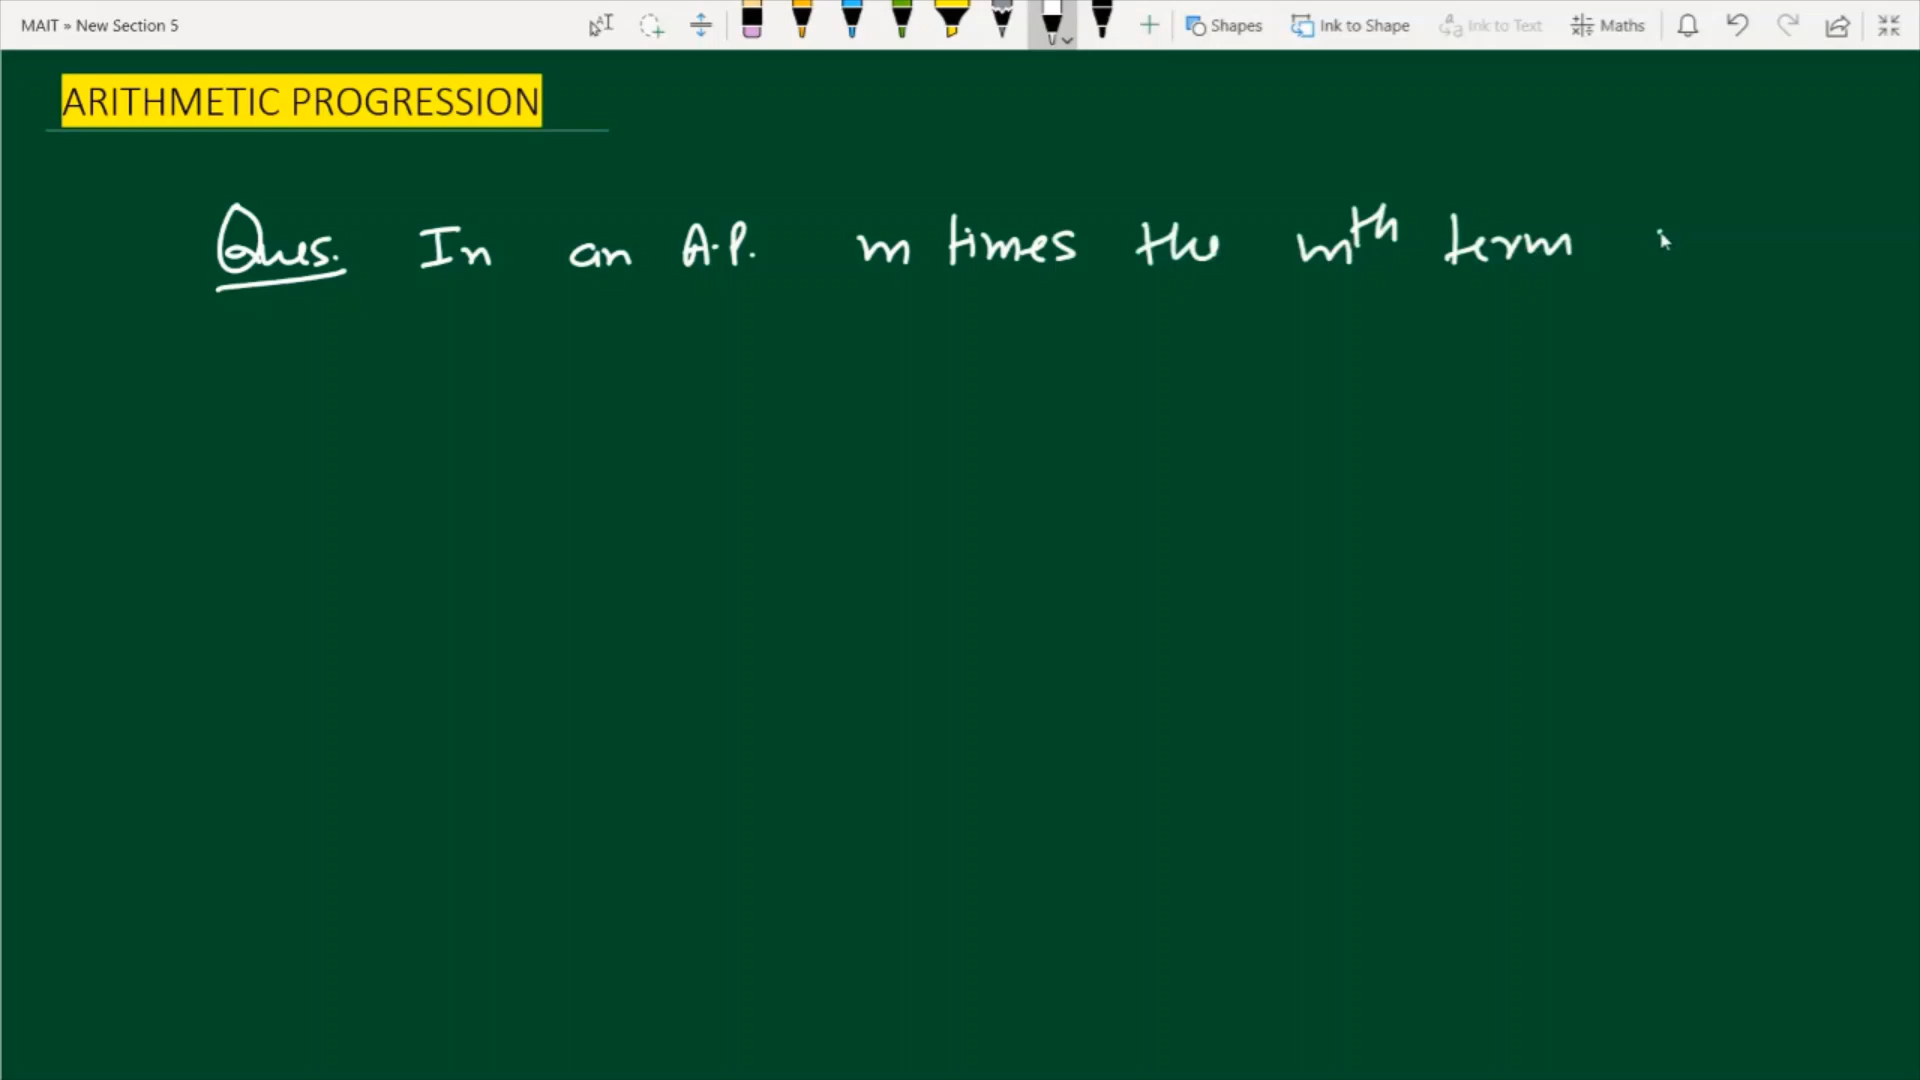 MAIT » New Section 5
Shapes
Ink to Shape
Ink to Text
Maths
ARITHMETIC PROGRESSION
Ques. In an A.P. m times the mth term